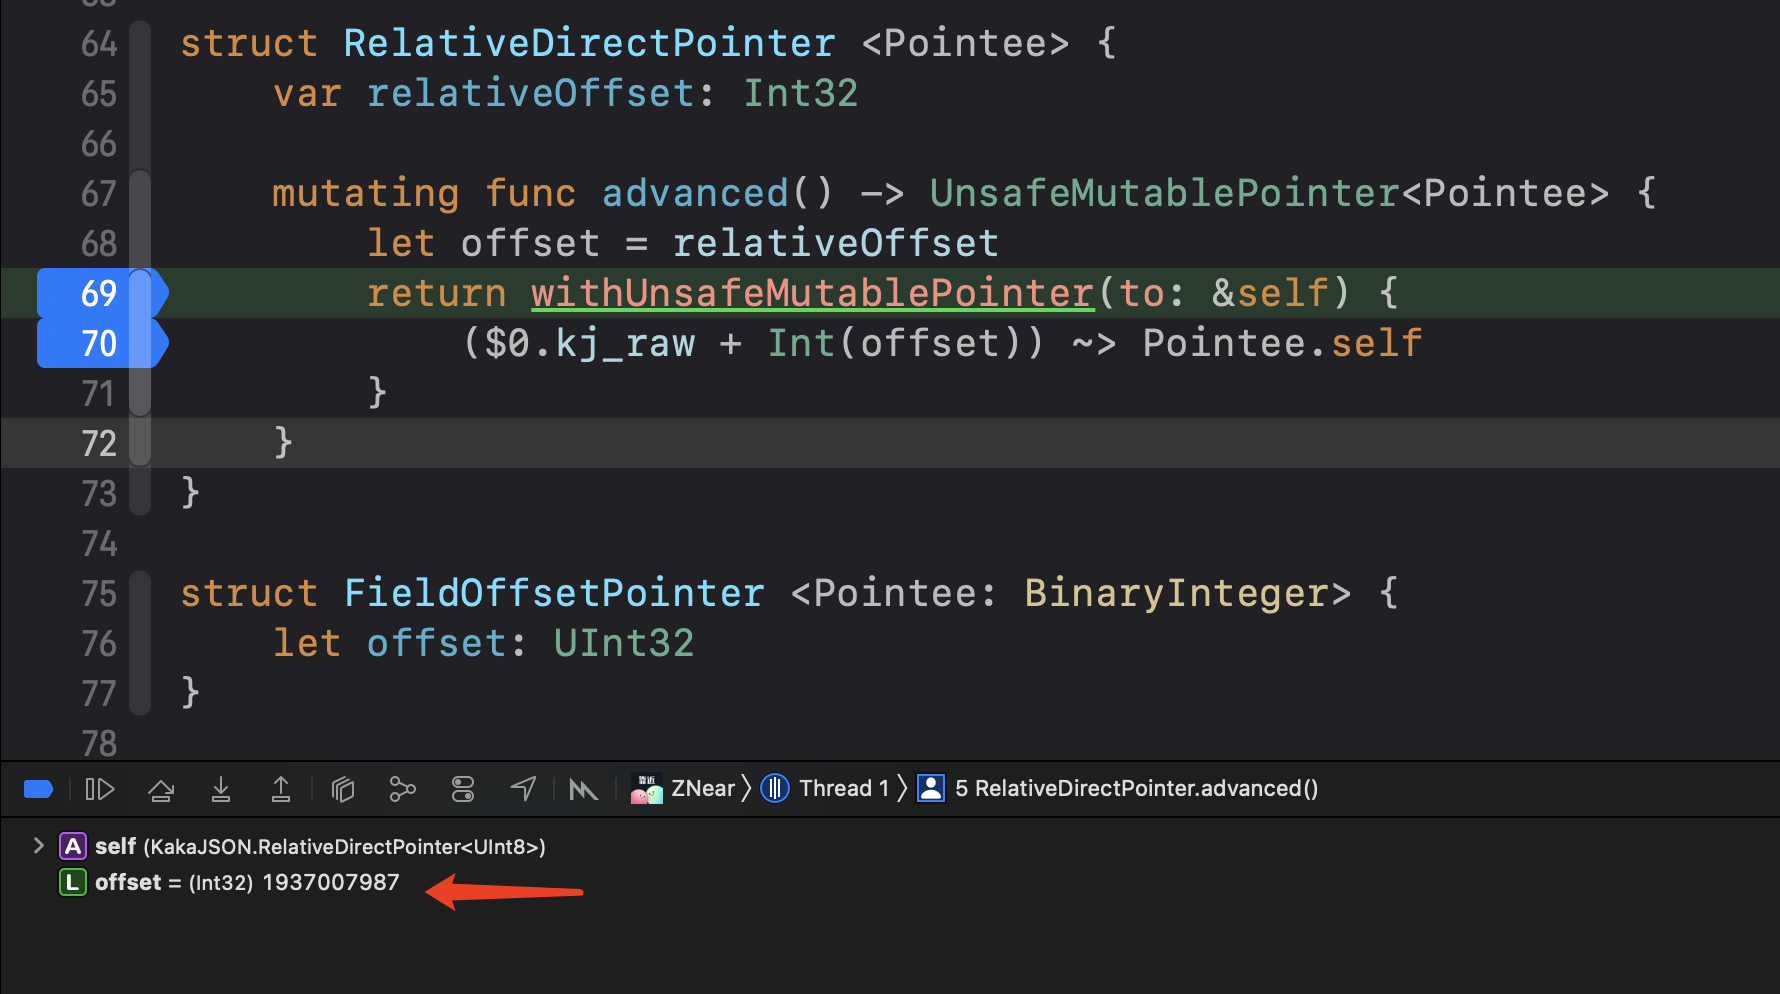 64 struct RelativeDirectPointer <Pointee> {
65 var relativeOffset: Int32
66
67 mutating func advanced() -> UnsafeMutablePointer<Pointee> {
68 let offset = relativeOffset
69 return withUnsafeMutablePointer(to: &self) {
70 ($0.kj_raw + Int(offset)) ~> Pointee.self
71 }
72 }
73 }
74
75 struct FieldOffsetPointer <Pointee: BinaryInteger> {
76 let offset: UInt32
77 }
78
靠近 ZNear 〉 Thread 1 〉 5 RelativeDirectPointer.advanced()
A self (KakaJSON.RelativeDirectPointer<UInt8>)
L offset = (Int32) 1937007987